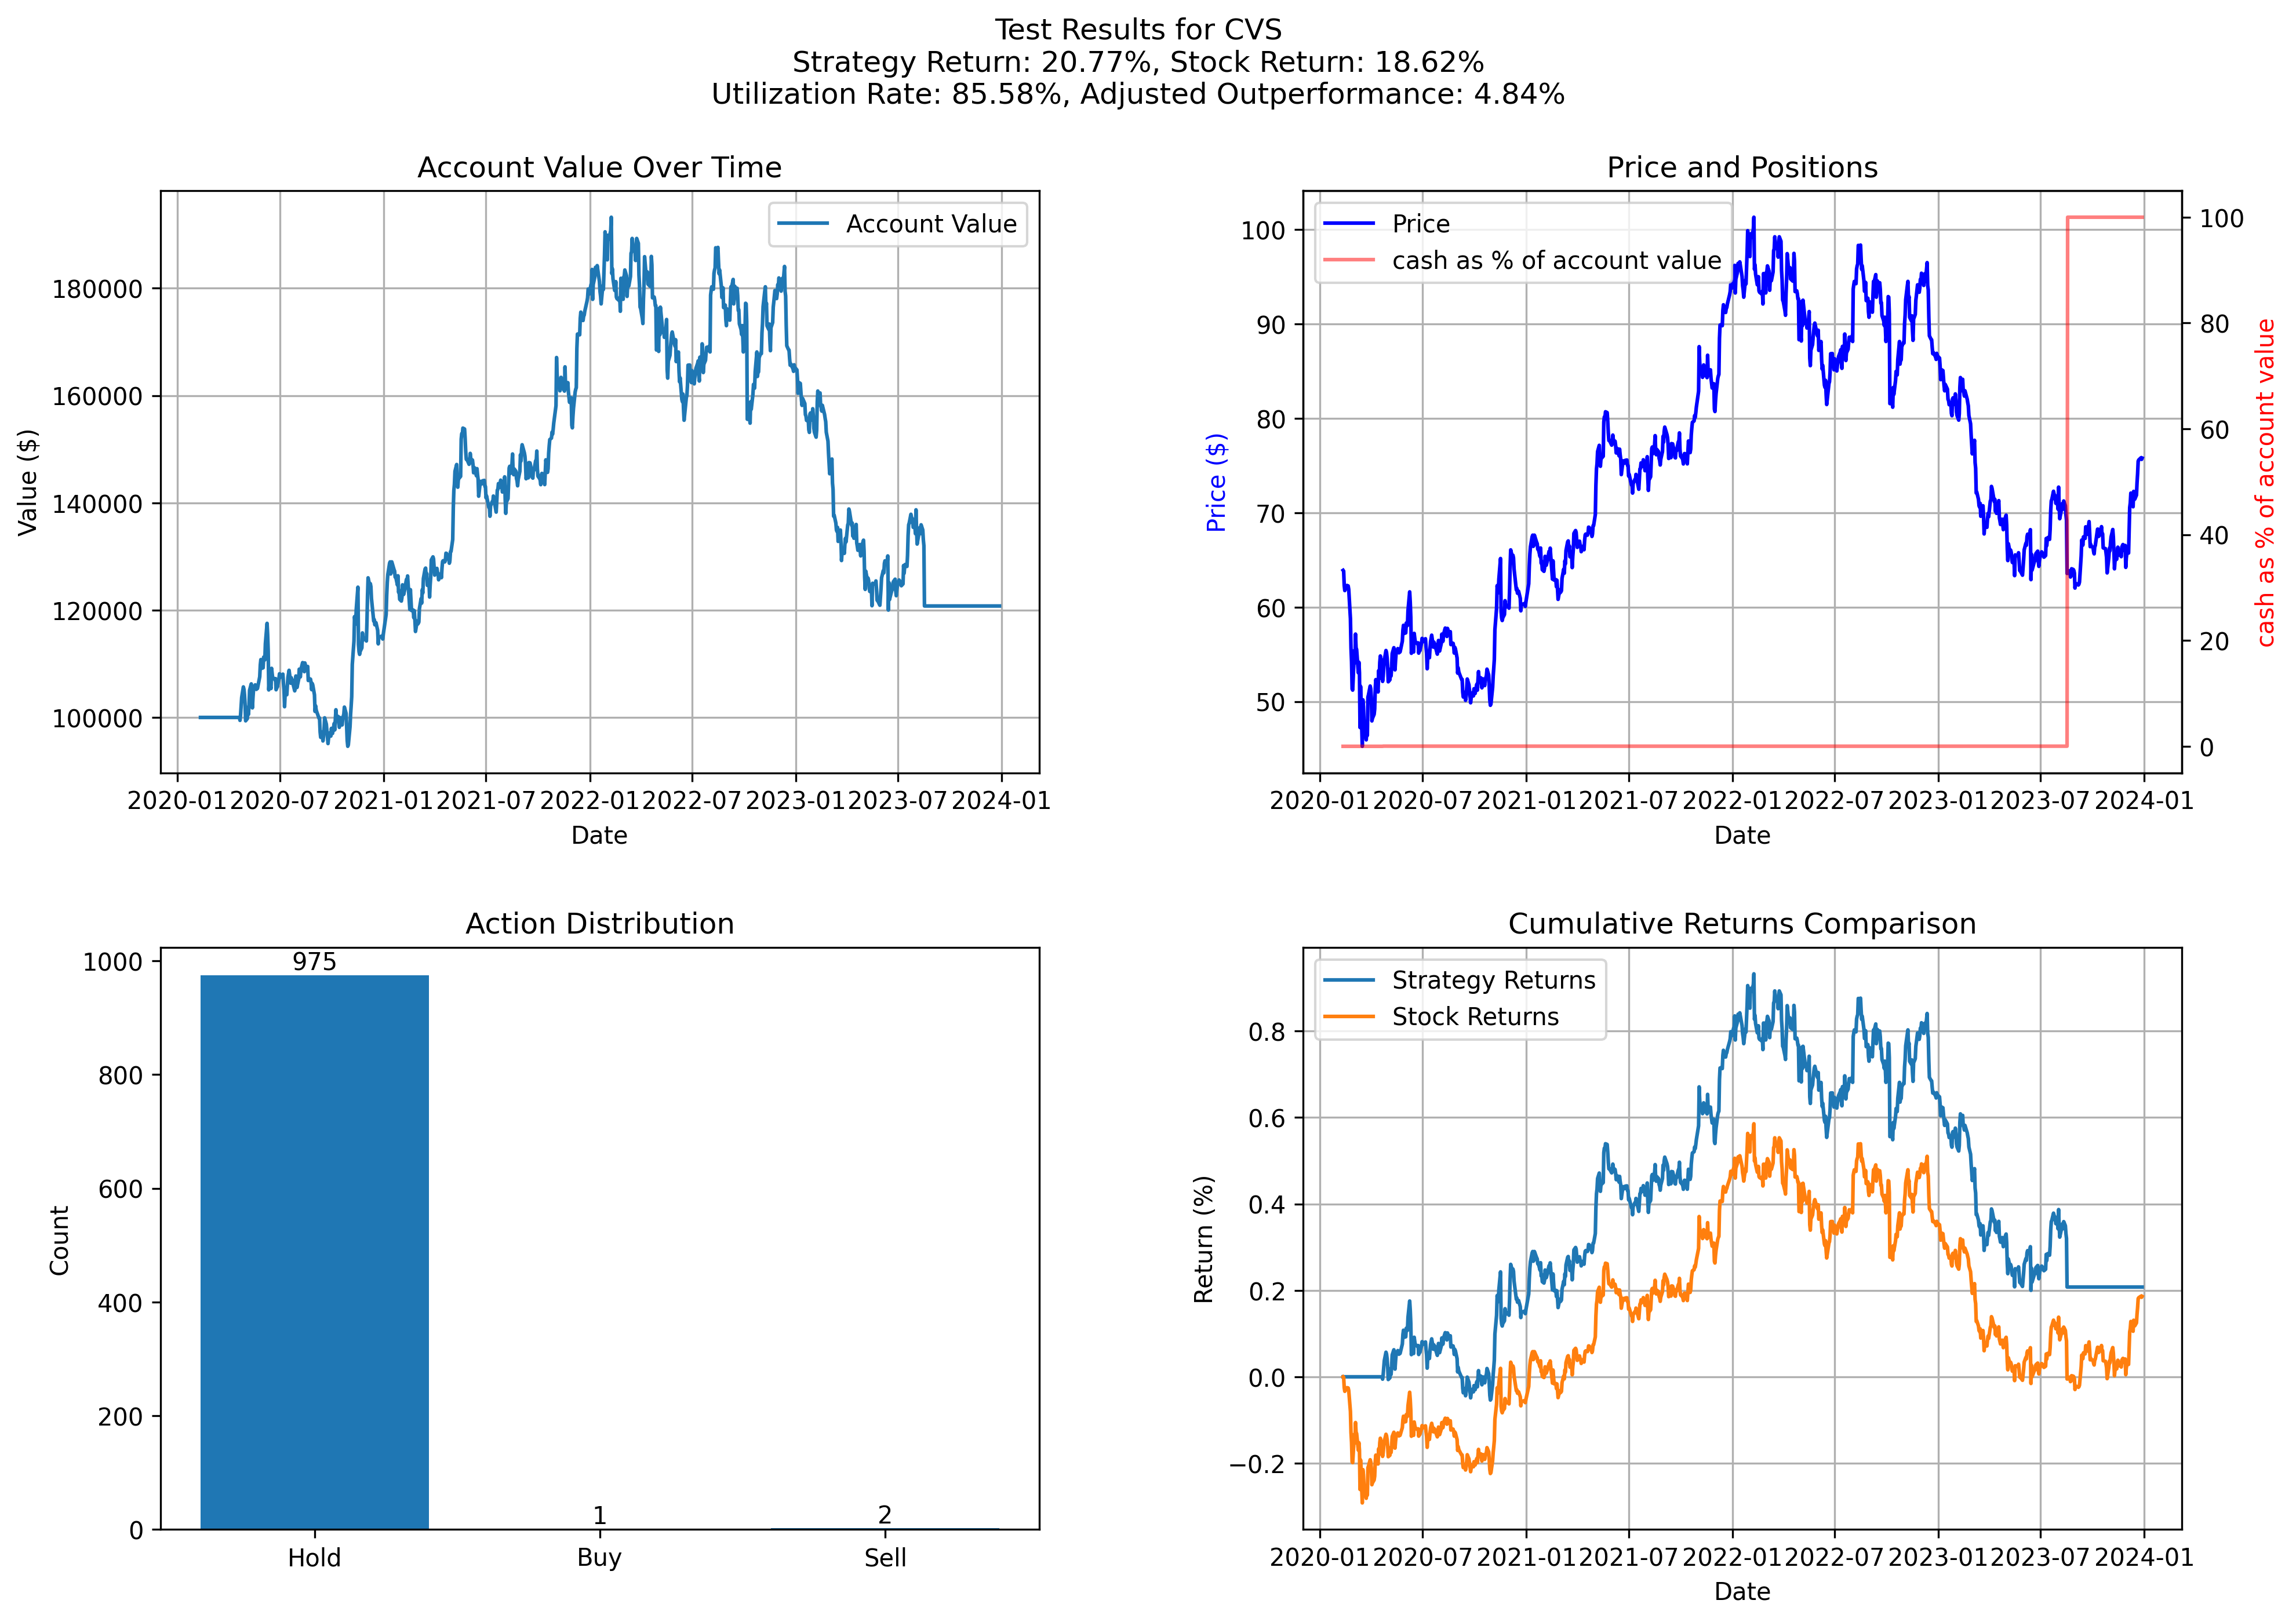 Test Results for CVS
Strategy Return: 20.77%, Stock Return: 18.62%
Utilization Rate: 85.58%, Adjusted Outperformance: 4.84%
Account Value Over Time
Account Value
180000
160000
140000
120000
100000
Value ($)
2020-01 2020-07 2021-01 2021-07 2022-01 2022-07 2023-01 2023-07 2024-01
Date
Price and Positions
Price
cash as % of account value
100
90
80
70
60
50
Price ($)
100
80
60
40
20
0
cash as % of account value
2020-01 2020-07 2021-01 2021-07 2022-01 2022-07 2023-01 2023-07 2024-01
Date
Action Distribution
1000
800
600
400
200
0
Count
975
1
2
Hold Buy Sell
Cumulative Returns Comparison
Strategy Returns
Stock Returns
0.8
0.6
0.4
0.2
0.0
−0.2
Return (%)
2020-01 2020-07 2021-01 2021-07 2022-01 2022-07 2023-01 2023-07 2024-01
Date